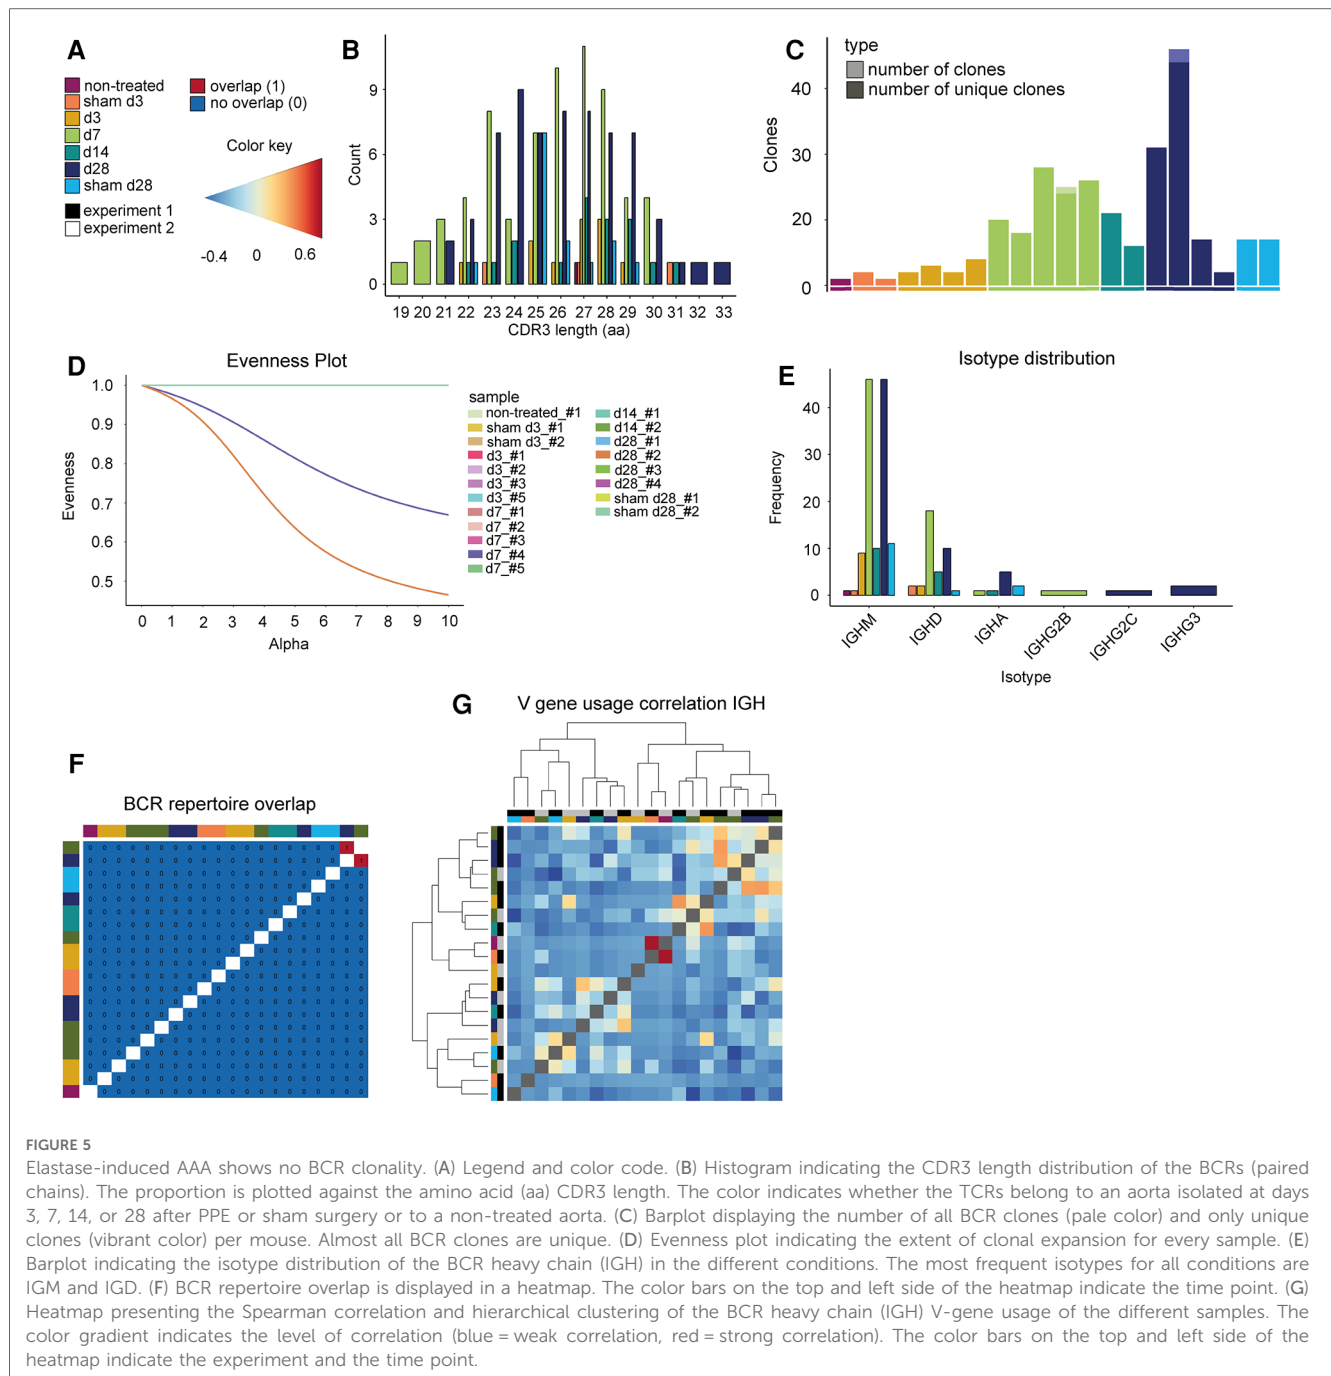 A
non-treated
sham d3
d3
d7
d14
d28
sham d28
experiment 1
experiment 2
overlap (1)
no overlap (0)
Color key
-0.4 0 0.6
B
Count
9
6
3
0
19 20 21 22 23 24 25 26 27 28 29 30 31 32 33
CDR3 length (aa)
C
type
number of clones
number of unique clones
Clones
40
30
20
10
0
D
Evenness Plot
Evenness
1.0
0.9
0.8
0.7
0.6
0.5
0 1 2 3 4 5 6 7 8 9 10
Alpha
sample
non-treated_#1
sham d3_#1
sham d3_#2
d3_#1
d3_#2
d3_#3
d3_#5
d7_#1
d7_#2
d7_#3
d7_#4
d7_#5
d14_#1
d14_#2
d28_#1
d28_#2
d28_#3
d28_#4
sham d28_#1
sham d28_#2
E
Isotype distribution
Frequency
40
30
20
10
0
IGHM IGHD IGHA IGHG2B IGHG2C IGHG3
Isotype
F
BCR repertoire overlap
G
V gene usage correlation IGH
FIGURE 5
Elastase-induced AAA shows no BCR clonality. (A) Legend and color code. (B) Histogram indicating the CDR3 length distribution of the BCRs (paired
chains). The proportion is plotted against the amino acid (aa) CDR3 length. The color indicates whether the TCRs belong to an aorta isolated at days
3, 7, 14, or 28 after PPE or sham surgery or to a non-treated aorta. (C) Barplot displaying the number of all BCR clones (pale color) and only unique
clones (vibrant color) per mouse. Almost all BCR clones are unique. (D) Evenness plot indicating the extent of clonal expansion for every sample. (E)
Barplot indicating the isotype distribution of the BCR heavy chain (IGH) in the different conditions. The most frequent isotypes for all conditions are
IGM and IGD. (F) BCR repertoire overlap is displayed in a heatmap. The color bars on the top and left side of the heatmap indicate the time point. (G)
Heatmap presenting the Spearman correlation and hierarchical clustering of the BCR heavy chain (IGH) V-gene usage of the different samples. The
color gradient indicates the level of correlation (blue = weak correlation, red = strong correlation). The color bars on the top and left side of the
heatmap indicate the experiment and the time point.